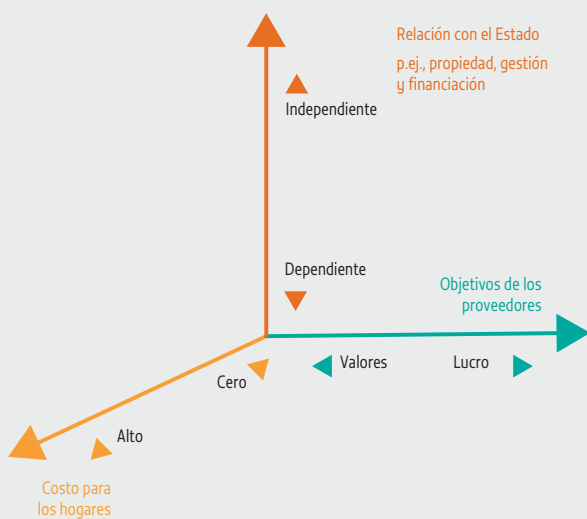 Relación con el Estado
p.ej., propiedad, gestión
y financiación
Independiente
Dependiente
Objetivos de los
proveedores
Valores
Lucro
Cero
Alto
Costo para
los hogares